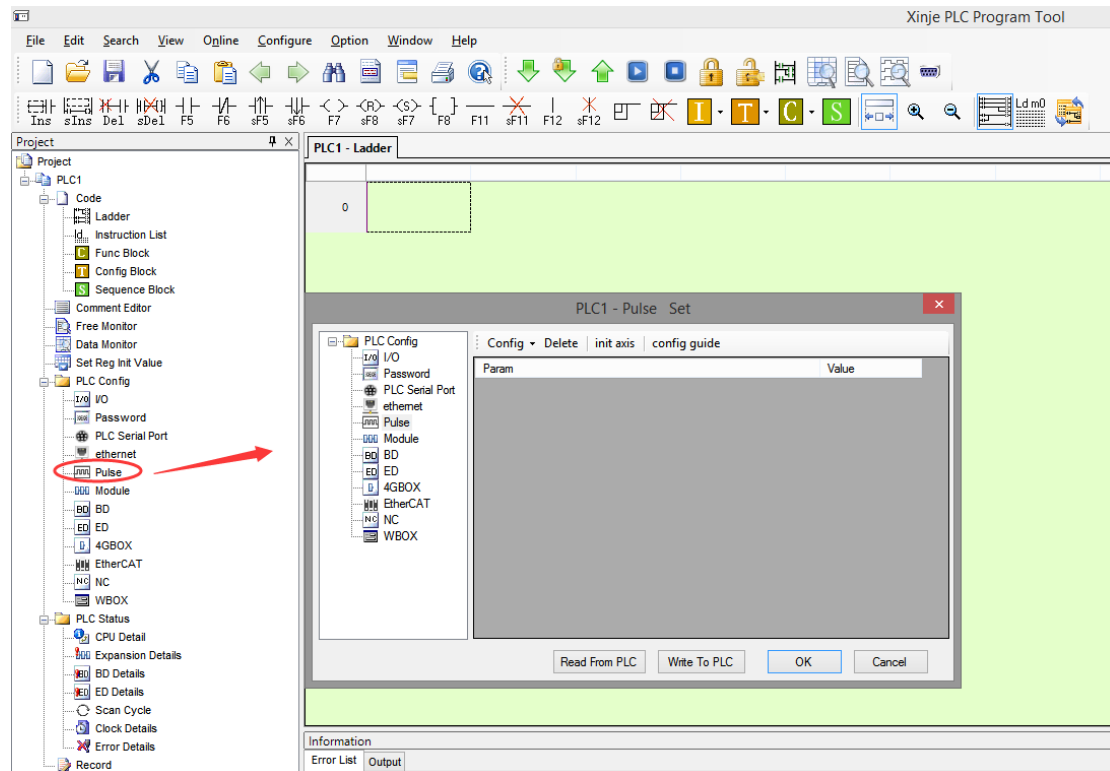 Xinje PLC Program Tool
File Edit Search View Online Configure Option Window Help
Ins sIns Del sDel F5 F6 sF5 sF6 F7 sF8 sF7 F8 F11 sF11 F12 sF12 I T C S Ld m0
Project
PLC1 - Ladder
Project
PLC1
Code
Ladder
Instruction List
Func Block
Config Block
Sequence Block
Comment Editor
Free Monitor
Data Monitor
Set Reg Init Value
PLC Config
I/O
Password
PLC Serial Port
ethernet
Pulse
Module
BD
ED
4GBOX
EtherCAT
NC
WBOX
PLC Status
CPU Detail
Expansion Details
BD Details
ED Details
Scan Cycle
Clock Details
Error Details
Record
0
PLC1 - Pulse Set
PLC Config
I/O
Password
PLC Serial Port
ethernet
Pulse
Module
BD
ED
4GBOX
EtherCAT
NC
WBOX
Config Delete init axis config guide
Param Value
Read From PLC Write To PLC OK Cancel
Information
Error List Output